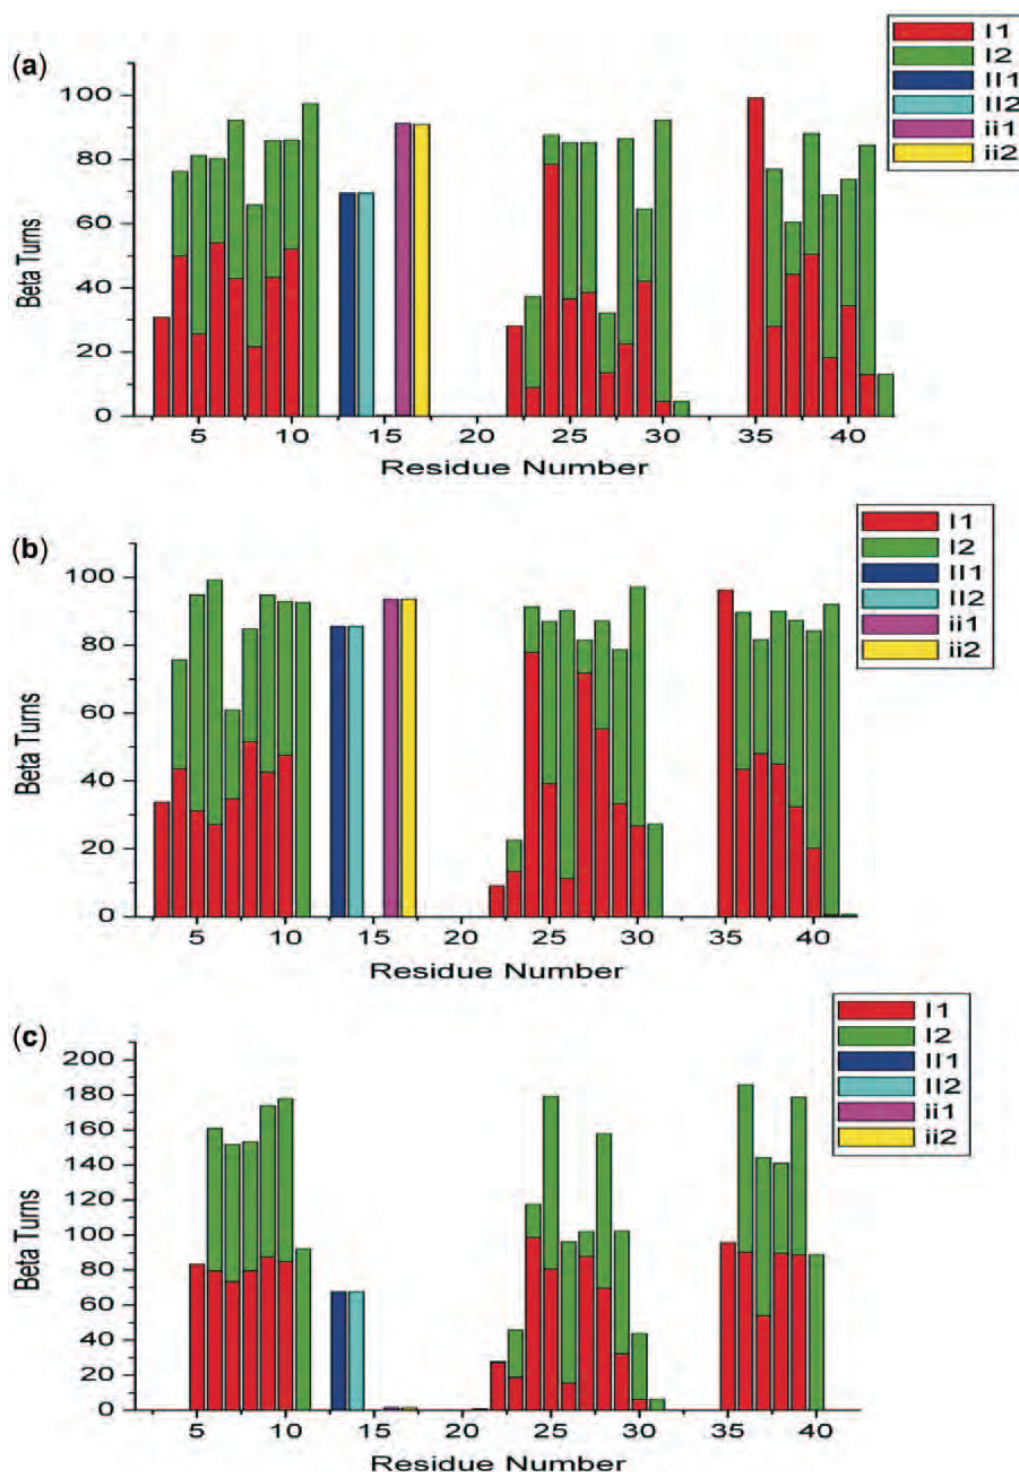 (a)
I1
I2
II1
II2
ii1
ii2
100
80
60
40
20
0
Beta Turns
5 10 15 20 25 30 35 40
Residue Number
(b)
I1
I2
II1
II2
ii1
ii2
100
80
60
40
20
0
Beta Turns
5 10 15 20 25 30 35 40
Residue Number
(c)
I1
I2
II1
II2
ii1
ii2
200
180
160
140
120
100
80
60
40
20
0
Beta Turns
5 10 15 20 25 30 35 40
Residue Number